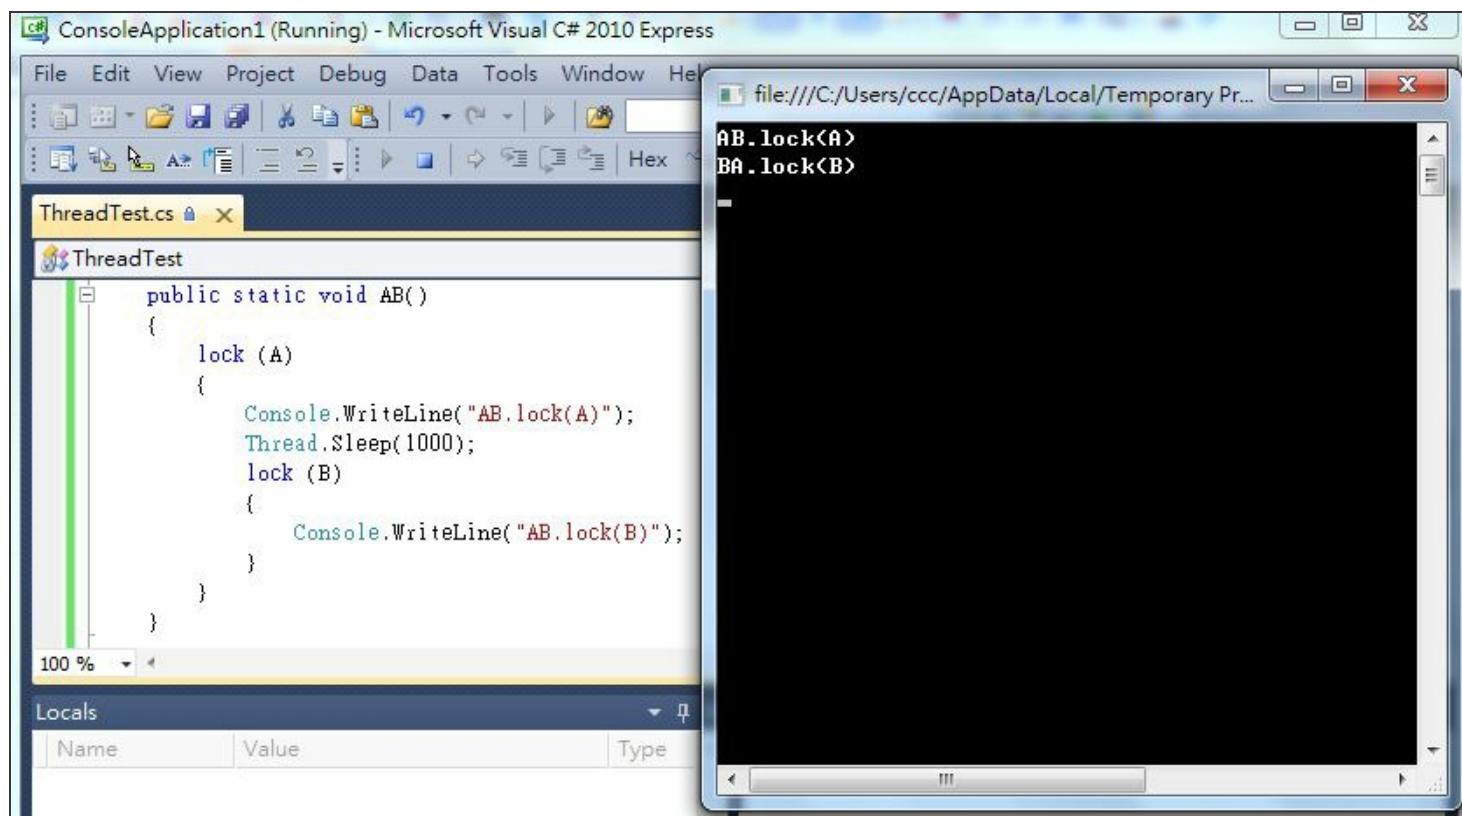 ConsoleApplication1 (Running) - Microsoft Visual C# 2010 Express
File Edit View Project Debug Data Tools Window Hel
Hex
ThreadTest.cs
ThreadTest
public static void AB()
{
lock (A)
{
Console.WriteLine("AB.lock(A)");
Thread.Sleep(1000);
lock (B)
{
Console.WriteLine("AB.lock(B)");
}
}
}
100 %
Locals
Name Value Type
file:///C:/Users/ccc/AppData/Local/Temporary Pr...
AB.lock(A)
BA.lock(B)